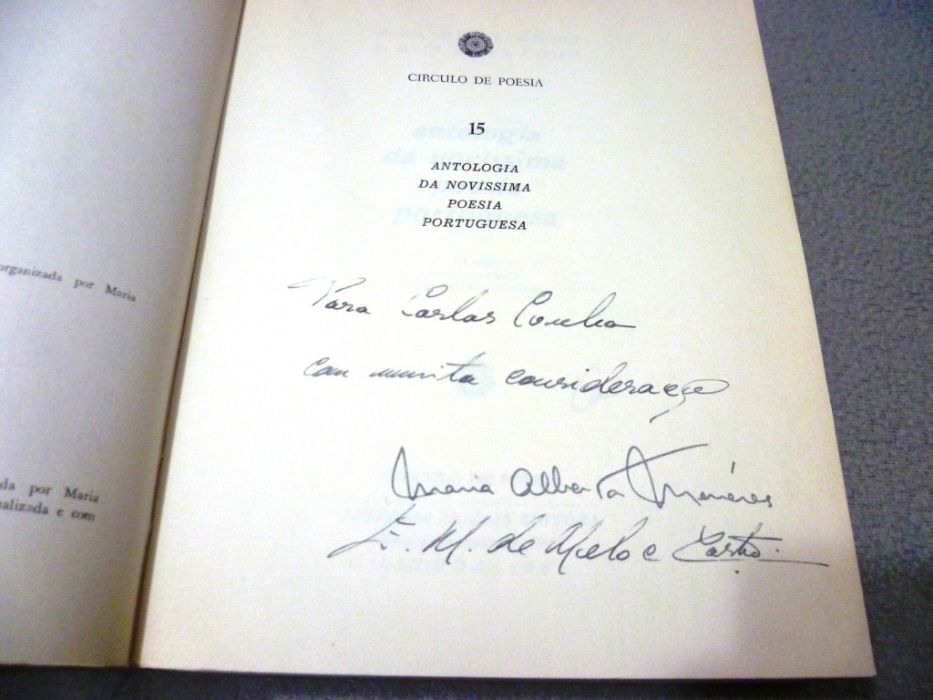 organizada por Maria
da por Maria
alizada e com
CIRCULO DE POESIA
15
ANTOLOGIA
DA NOVISSIMA
POESIA
PORTUGUESA
Para Carlos Cunha
com muita consideração
Maria Alberta Menéres
E. M. de Melo e Castro